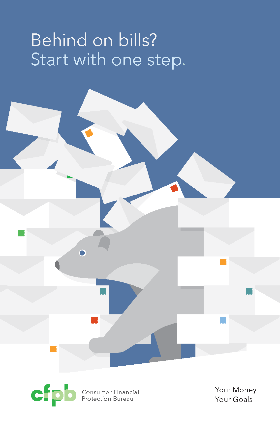 Behind on bills?
Start with one step.
cfpb
Consumer Financial
Protection Bureau
Your Money
Your Goals